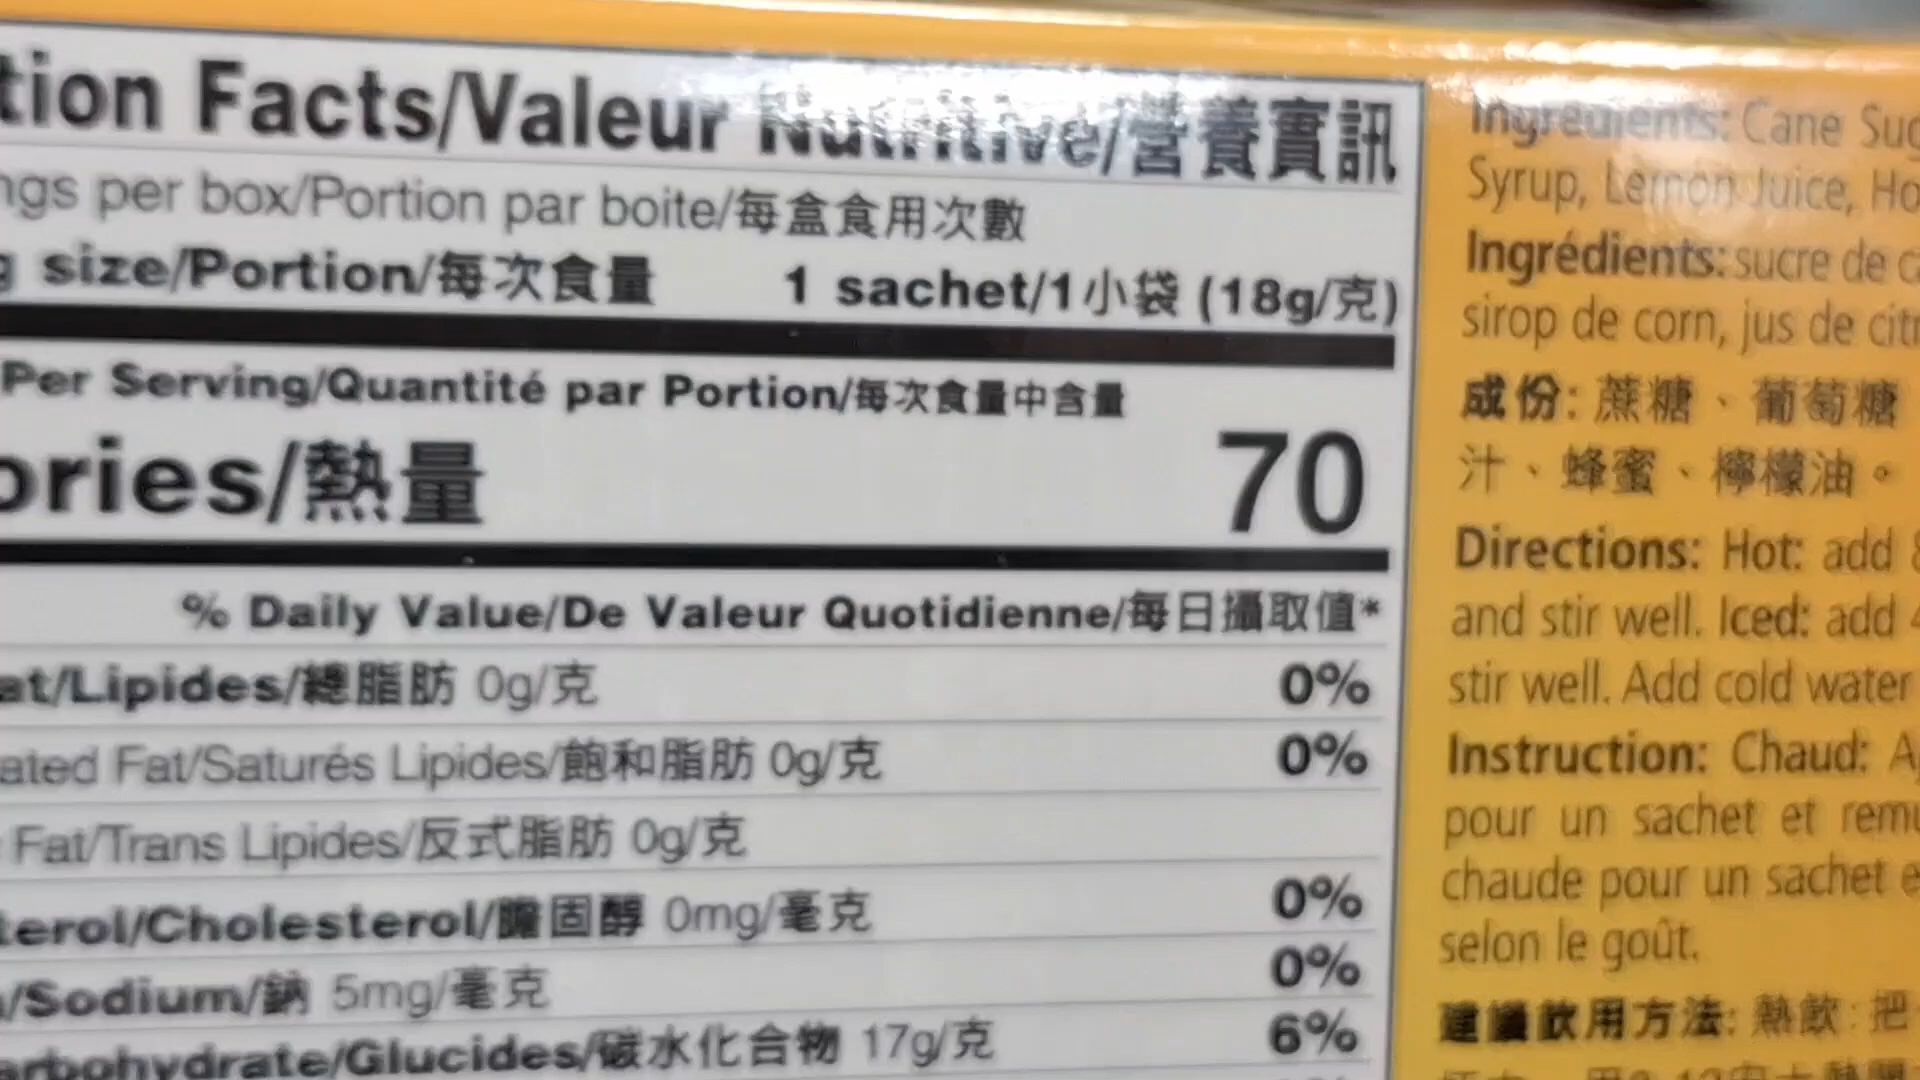 tion Facts/Valeur Nutritive/營養資訊
ngs per box/Portion par boite/每盒食用次數
g size/Portion/每次食量 1 sachet/1小袋 (18g/克)
Per Serving/Quantité par Portion/每次食量中含量
ories/熱量 70
% Daily Value/De Valeur Quotidienne/每日攝取值*
at/Lipides/總脂肪 0g/克 0%
ated Fat/Saturés Lipides/飽和脂肪 0g/克 0%
Fat/Trans Lipides/反式脂肪 0g/克
terol/Cholesterol/膽固醇 0mg/毫克 0%
/Sodium/鈉 5mg/毫克 0%
arbohydrate/Glucides/碳水化合物 17g/克 6%
Ingredients: Cane Sug
Syrup, Lemon Juice, Ho
Ingrédients: sucre de ca
sirop de corn, jus de citr
成份: 蔗糖、葡萄糖
汁、蜂蜜、檸檬油。
Directions: Hot: add 8
and stir well. Iced: add 4
stir well. Add cold water
Instruction: Chaud: A
pour un sachet et remu
chaude pour un sachet e
selon le goût.
建議飲用方法: 熱飲: 把